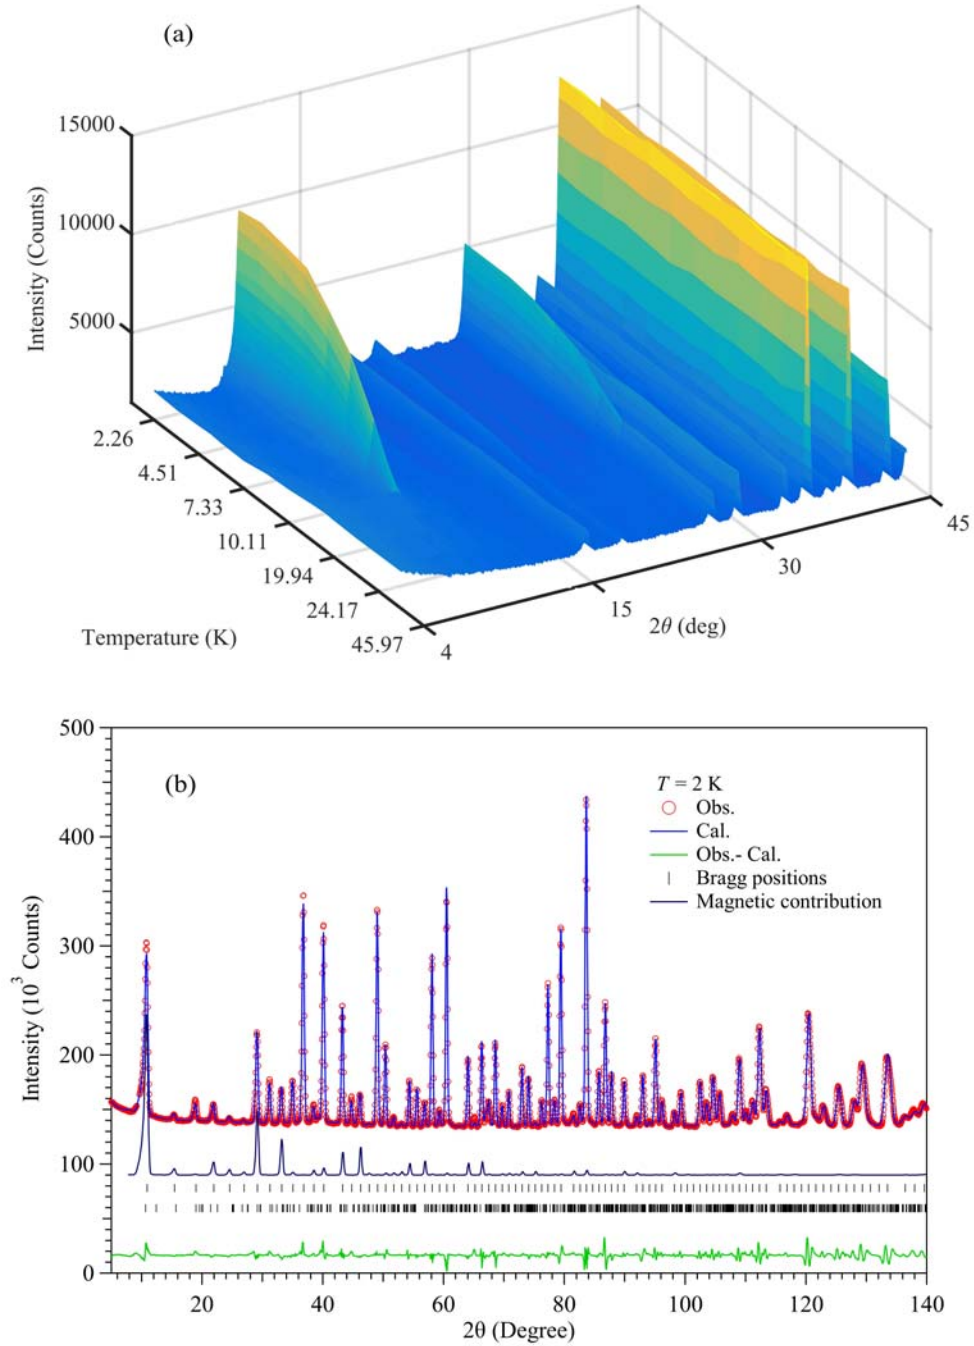 (a)
15000
10000
5000
Intensity (Counts)
2.26
4.51
7.33
10.11
19.94
24.17
45.97
Temperature (K)
4
15
30
45
2θ (deg)
500
400
300
200
100
0
Intensity (10³ Counts)
(b)
T = 2 K
Obs.
Cal.
Obs.- Cal.
Bragg positions
Magnetic contribution
20 40 60 80 100 120 140
2θ (Degree)